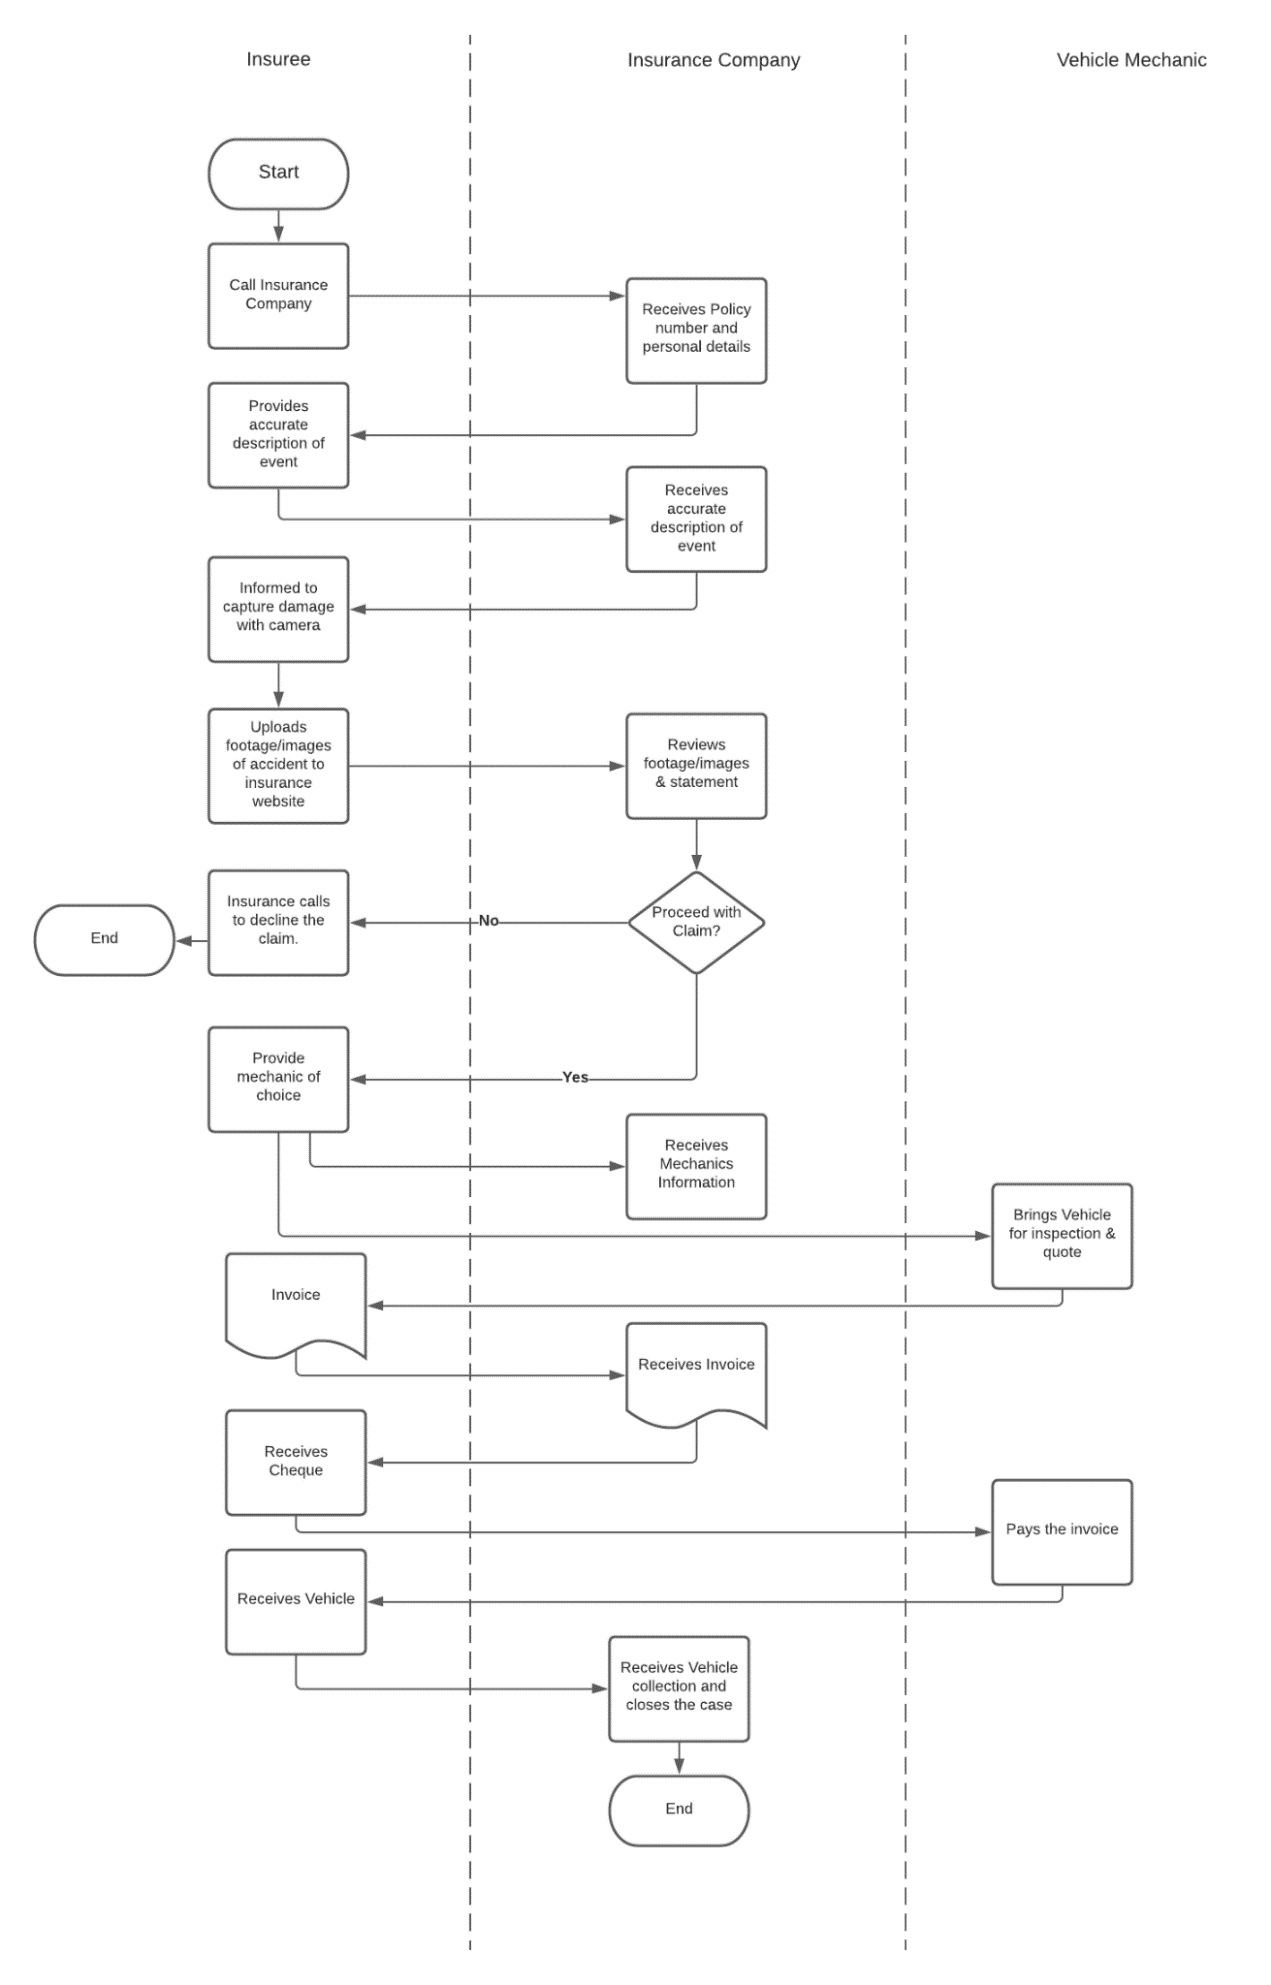 Insuree
Insurance Company
Vehicle Mechanic
Start
Call Insurance
Company
Receives Policy
number and
personal details
Provides
accurate
description of
event
Receives
accurate
description of
event
Informed to
capture damage
with camera
Uploads
footage/images
of accident to
insurance
website
Reviews
footage/images
& statement
Proceed with
Claim?
No
Insurance calls
to decline the
claim.
End
Yes
Provide
mechanic of
choice
Receives
Mechanics
Information
Brings Vehicle
for inspection &
quote
Invoice
Receives Invoice
Receives
Cheque
Pays the invoice
Receives Vehicle
Receives Vehicle
collection and
closes the case
End